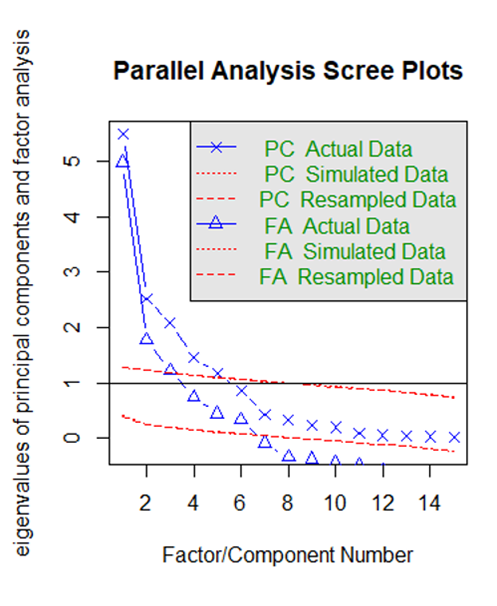 Parallel Analysis Scree Plots
eigenvalues of principal components and factor analysis
5
4
3
2
1
0
PC Actual Data
PC Simulated Data
PC Resampled Data
FA Actual Data
FA Simulated Data
FA Resampled Data
2 4 6 8 10 12 14
Factor/Component Number